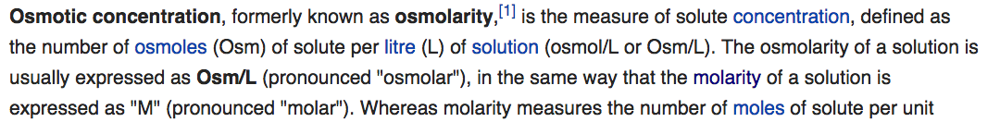 Osmotic concentration, formerly known as osmolarity,[1] is the measure of solute concentration, defined as
the number of osmoles (Osm) of solute per litre (L) of solution (osmol/L or Osm/L). The osmolarity of a solution is
usually expressed as Osm/L (pronounced "osmolar"), in the same way that the molarity of a solution is
expressed as "M" (pronounced "molar"). Whereas molarity measures the number of moles of solute per unit